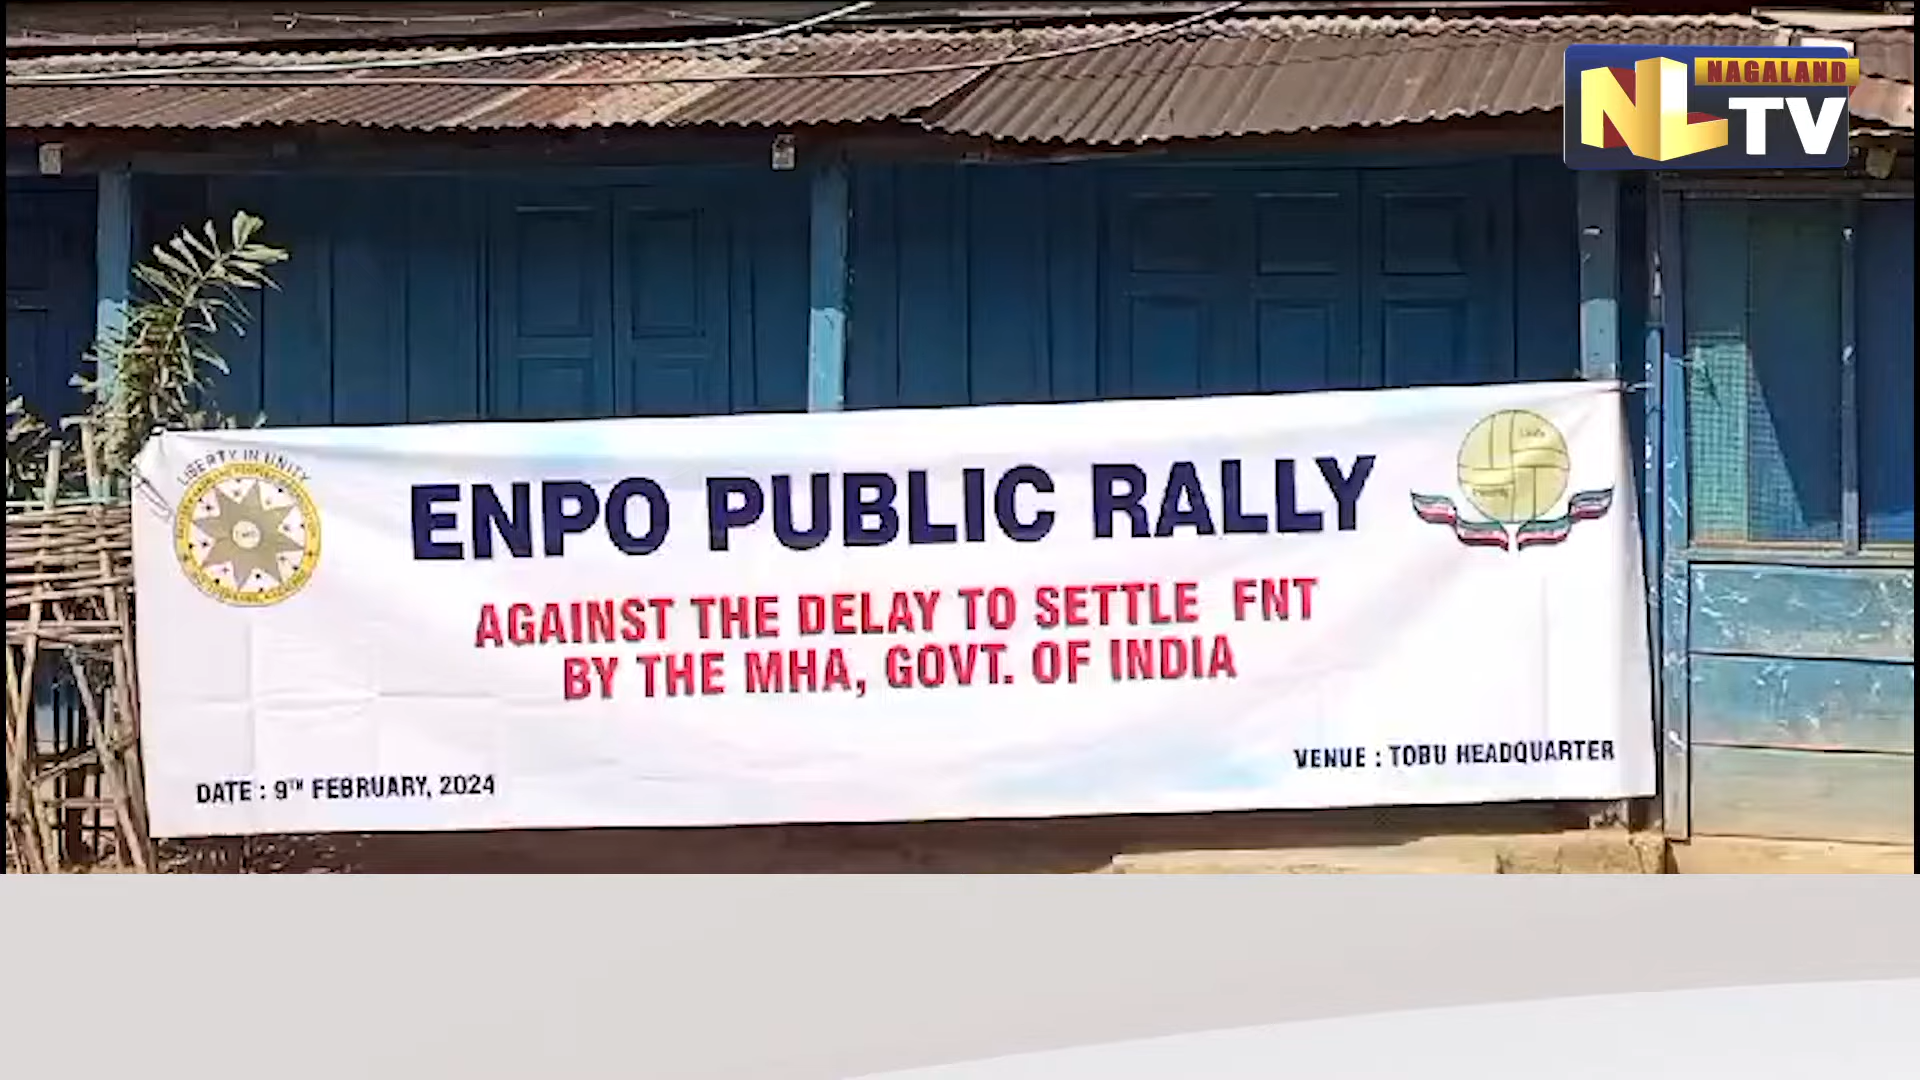 NAGALAND
NL TV
LIBERTY IN UNITY
ENPO PUBLIC RALLY
AGAINST THE DELAY TO SETTLE FNT
BY THE MHA, GOVT. OF INDIA
VENUE : TOBU HEADQUARTER
DATE : 9TH FEBRUARY, 2024